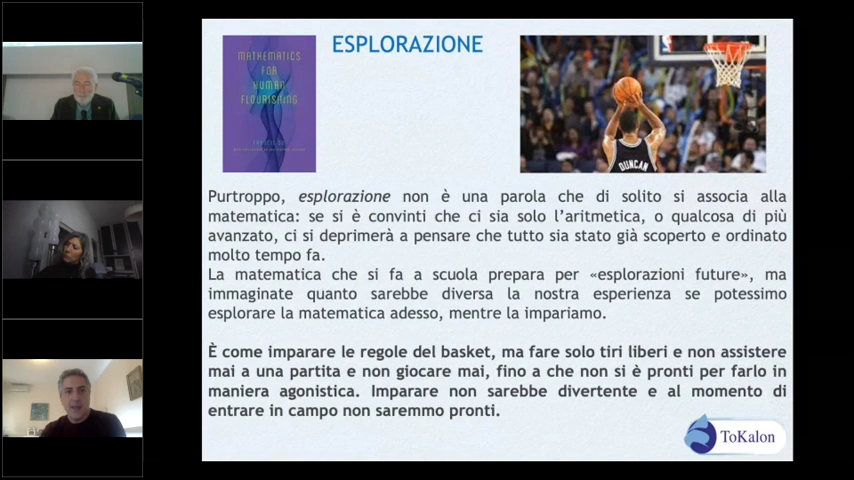 ESPLORAZIONE
MATHEMATICS
FOR
HUMAN
FLOURISHING
DUNCAN
Purtroppo, esplorazione non è una parola che di solito si associa alla
matematica: se si è convinti che ci sia solo l'aritmetica, o qualcosa di più
avanzato, ci si deprimerà a pensare che tutto sia stato già scoperto e ordinato
molto tempo fa.
La matematica che si fa a scuola prepara per «esplorazioni future», ma
immaginate quanto sarebbe diversa la nostra esperienza se potessimo
esplorare la matematica adesso, mentre la impariamo.
È come imparare le regole del basket, ma fare solo tiri liberi e non assistere
mai a una partita e non giocare mai, fino a che non si è pronti per farlo in
maniera agonistica. Imparare non sarebbe divertente e al momento di
entrare in campo non saremmo pronti.
ToKalon